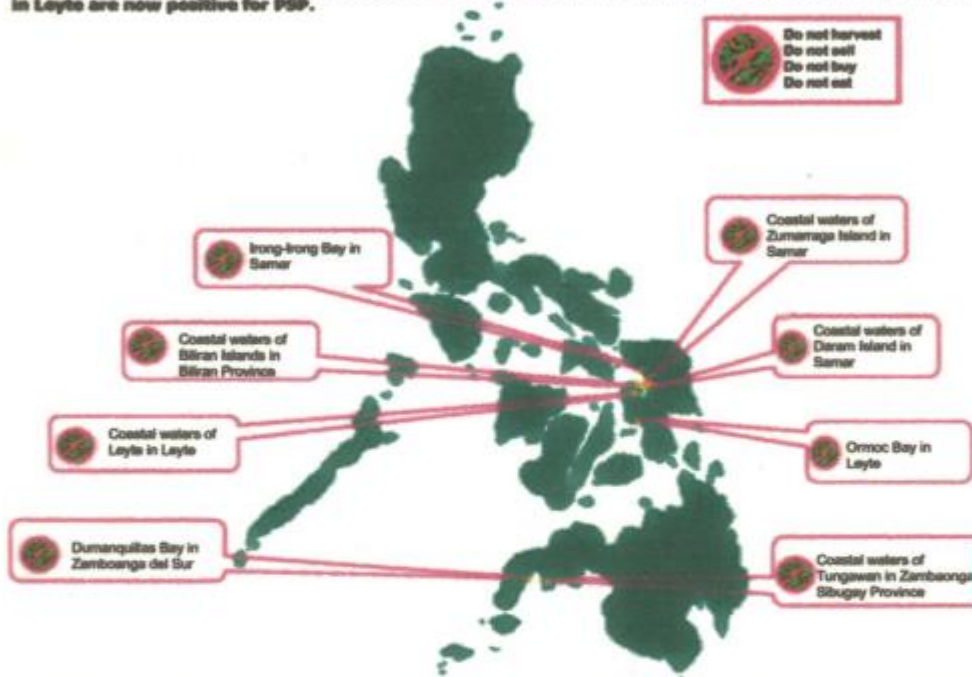 in Leyte are now positive for PSP.
Do not harvest
Do not sell
Do not buy
Do not eat
Irong-Irong Bay in
Samar
Coastal waters of
Zumarraga Island in
Samar
Coastal waters of
Biliran Islands in
Biliran Province
Coastal waters of
Daram Island in
Samar
Coastal waters of
Leyte in Leyte
Ormoc Bay in
Leyte
Dumanquillas Bay in
Zamboanga del Sur
Coastal waters of
Tungawan in Zambaonga
Sibugay Province